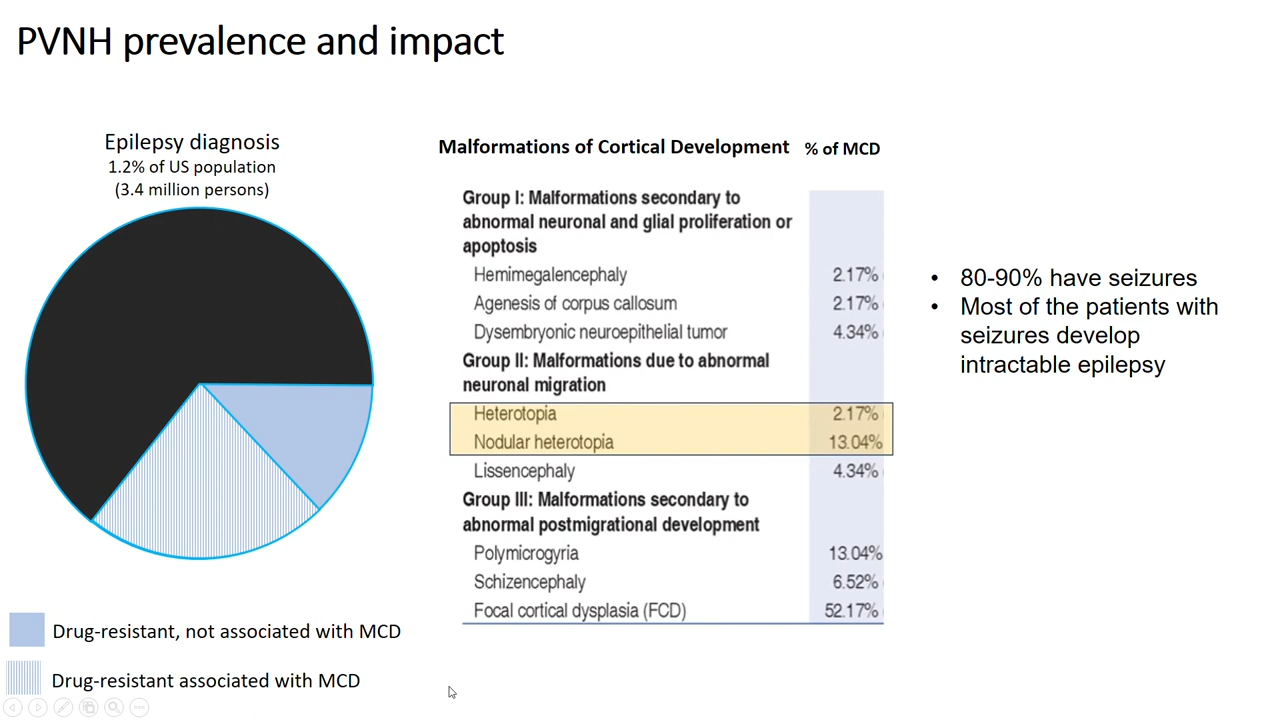 PVNH prevalence and impact
Epilepsy diagnosis
1.2% of US population
(3.4 million persons)
Drug-resistant, not associated with MCD
Drug-resistant associated with MCD
Malformations of Cortical Development % of MCD
Group I: Malformations secondary to
abnormal neuronal and glial proliferation or
apoptosis
Hemimegalencephaly 2.17%
Agenesis of corpus callosum 2.17%
Dysembryonic neuroepithelial tumor 4.34%
Group II: Malformations due to abnormal
neuronal migration
Heterotopia 2.17%
Nodular heterotopia 13.04%
Lissencephaly 4.34%
Group III: Malformations secondary to
abnormal postmigrational development
Polymicrogyria 13.04%
Schizencephaly 6.52%
Focal cortical dysplasia (FCD) 52.17%
• 80-90% have seizures
• Most of the patients with
seizures develop
intractable epilepsy